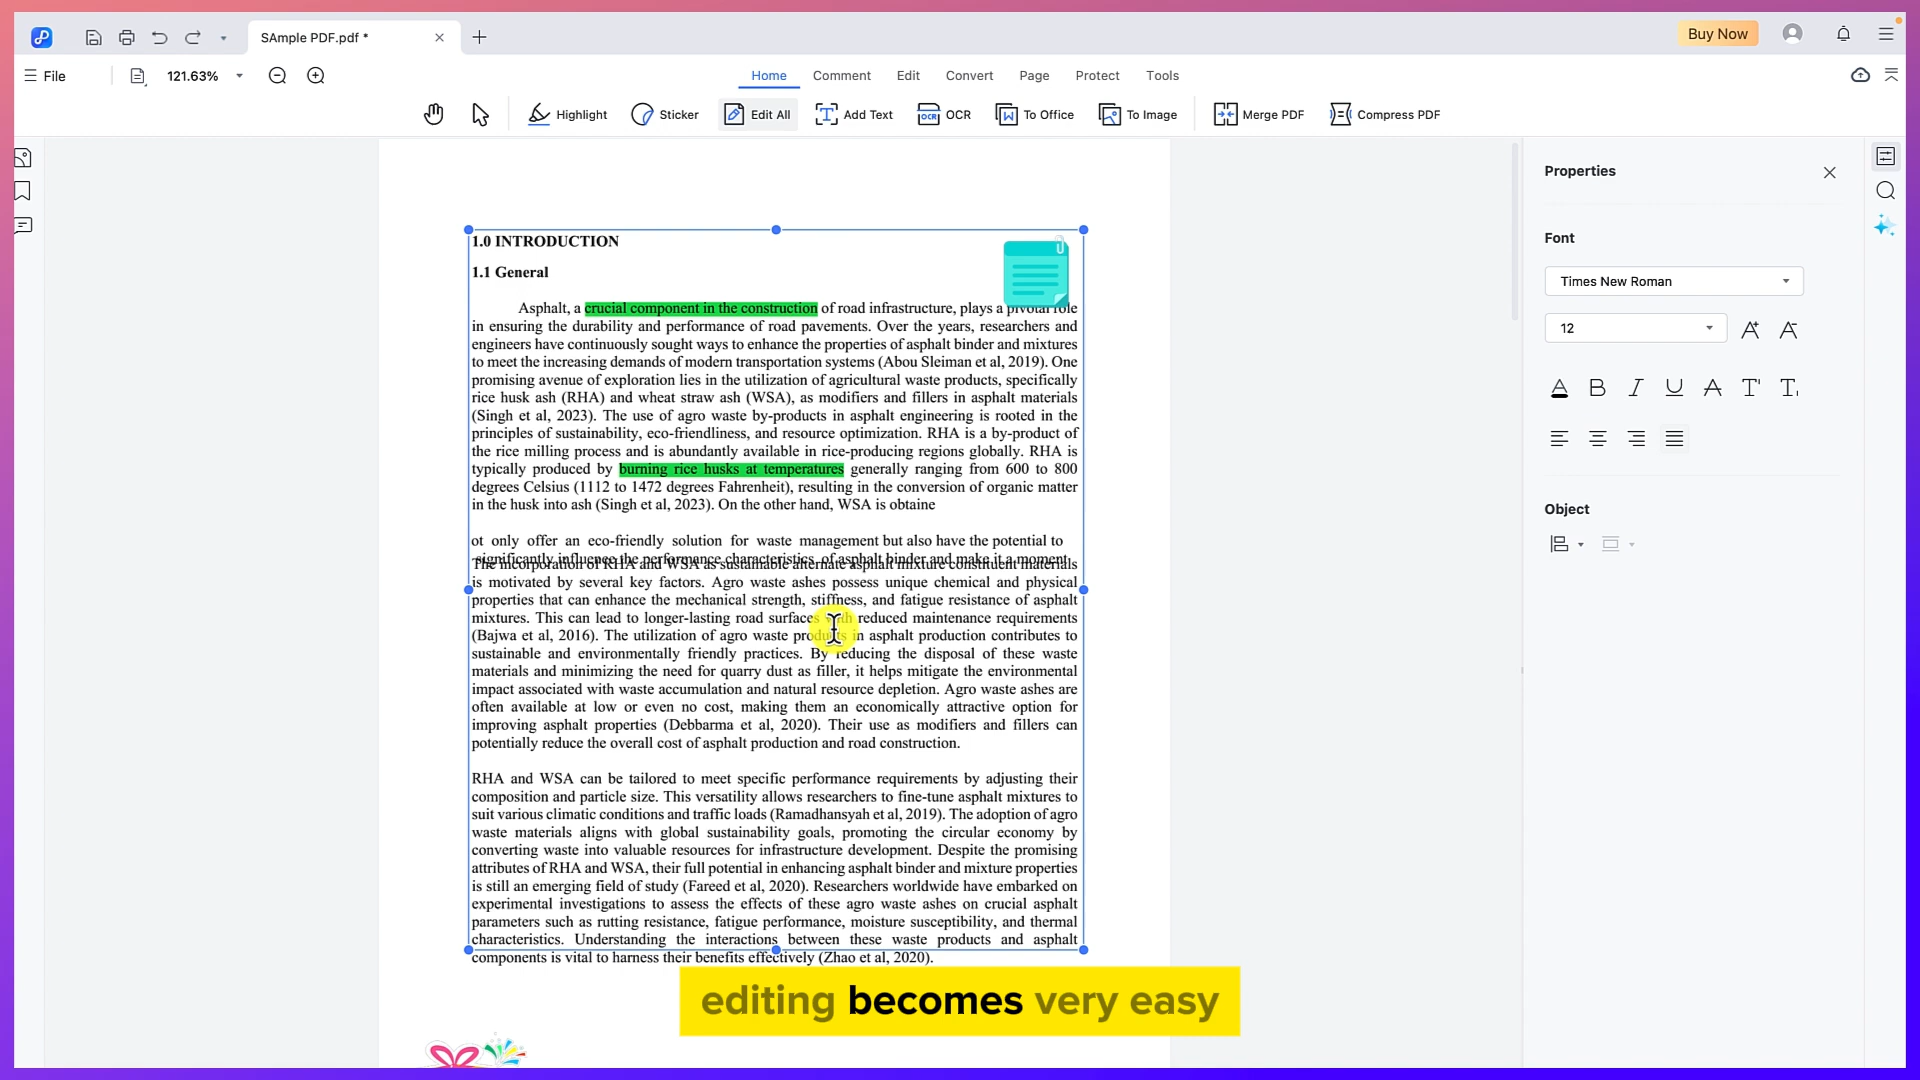 SAmple PDF.pdf *
Buy Now
File
121.63%
Home Comment Edit Convert Page Protect Tools
Highlight Sticker Edit All Add Text OCR To Office To Image Merge PDF Compress PDF
Properties
Font
Times New Roman
12
Object
1.0 INTRODUCTION
1.1 General
Asphalt, a crucial component in the construction of road infrastructure, plays a pivotal role
in ensuring the durability and performance of road pavements. Over the years, researchers and
engineers have continuously sought ways to enhance the properties of asphalt binder and mixtures
to meet the increasing demands of modern transportation systems (Abou Sleiman et al, 2019). One
promising avenue of exploration lies in the utilization of agricultural waste products, specifically
rice husk ash (RHA) and wheat straw ash (WSA), as modifiers and fillers in asphalt materials
(Singh et al, 2023). The use of agro waste by-products in asphalt engineering is rooted in the
principles of sustainability, eco-friendliness, and resource optimization. RHA is a by-product of
the rice milling process and is abundantly available in rice-producing regions globally. RHA is
typically produced by burning rice husks at temperatures generally ranging from 600 to 800
degrees Celsius (1112 to 1472 degrees Fahrenheit), resulting in the conversion of organic matter
in the husk into ash (Singh et al, 2023). On the other hand, WSA is obtaine
ot only offer an eco-friendly solution for waste management but also have the potential to
significantly influence the performance characteristics of asphalt binder and make it a moment
The incorporation of RHA and WSA as sustainable alternate asphalt mixture constituent materials
is motivated by several key factors. Agro waste ashes possess unique chemical and physical
properties that can enhance the mechanical strength, stiffness, and fatigue resistance of asphalt
mixtures. This can lead to longer-lasting road surfaces with reduced maintenance requirements
(Bajwa et al, 2016). The utilization of agro waste products in asphalt production contributes to
sustainable and environmentally friendly practices. By reducing the disposal of these waste
materials and minimizing the need for quarry dust as filler, it helps mitigate the environmental
impact associated with waste accumulation and natural resource depletion. Agro waste ashes are
often available at low or even no cost, making them an economically attractive option for
improving asphalt properties (Debbarma et al, 2020). Their use as modifiers and fillers can
potentially reduce the overall cost of asphalt production and road construction.
RHA and WSA can be tailored to meet specific performance requirements by adjusting their
composition and particle size. This versatility allows researchers to fine-tune asphalt mixtures to
suit various climatic conditions and traffic loads (Ramadhansyah et al, 2019). The adoption of agro
waste materials aligns with global sustainability goals, promoting the circular economy by
converting waste into valuable resources for infrastructure development. Despite the promising
attributes of RHA and WSA, their full potential in enhancing asphalt binder and mixture properties
is still an emerging field of study (Fareed et al, 2020). Researchers worldwide have embarked on
experimental investigations to assess the effects of these agro waste ashes on crucial asphalt
parameters such as rutting resistance, fatigue performance, moisture susceptibility, and thermal
characteristics. Understanding the interactions between these waste products and asphalt
components is vital to harness their benefits effectively (Zhao et al, 2020).
editing becomes very easy